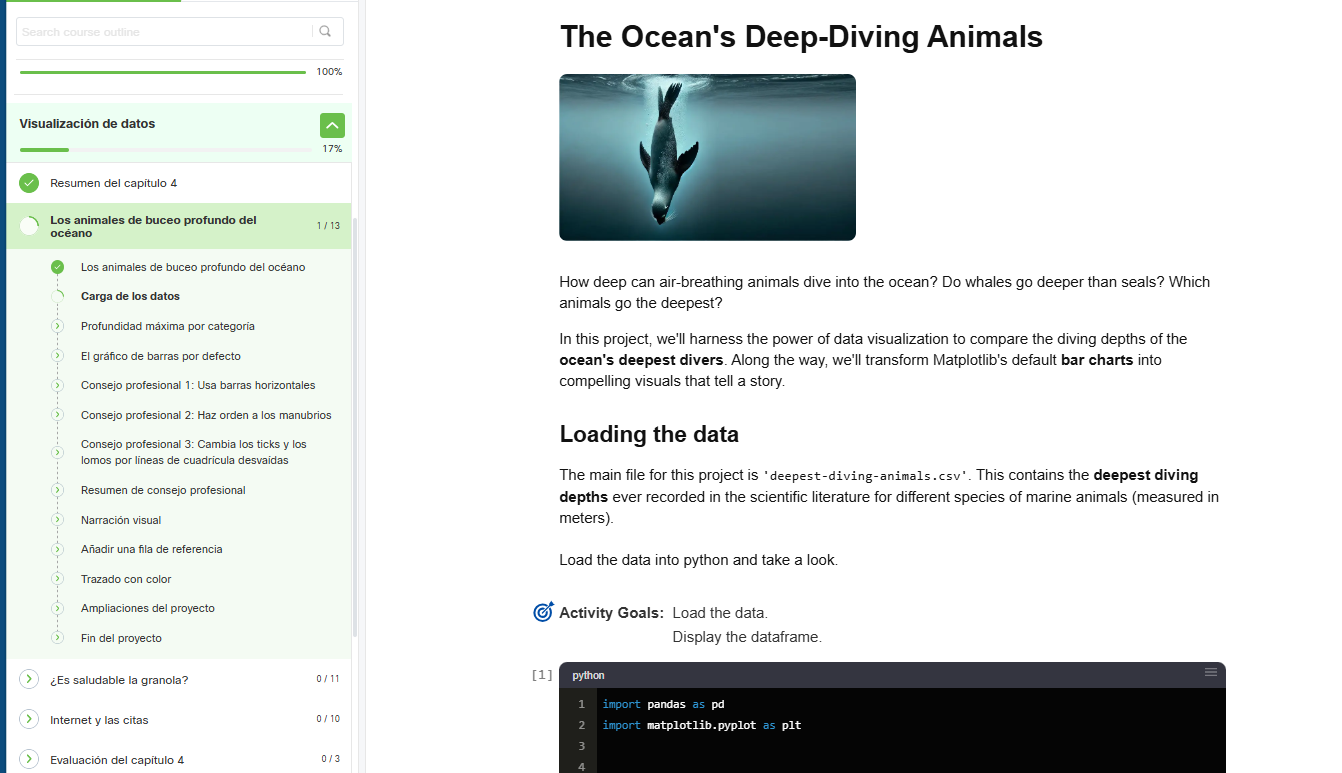 Search course outline
100%
Visualización de datos
17%
Resumen del capítulo 4
Los animales de buceo profundo del
océano
1 / 13
Los animales de buceo profundo del océano
Carga de los datos
Profundidad máxima por categoría
El gráfico de barras por defecto
Consejo profesional 1: Usa barras horizontales
Consejo profesional 2: Haz orden a los manubrios
Consejo profesional 3: Cambia los ticks y los
lomos por líneas de cuadrícula desvaídas
Resumen de consejo profesional
Narración visual
Añadir una fila de referencia
Trazado con color
Ampliaciones del proyecto
Fin del proyecto
¿Es saludable la granola?
0 / 11
Internet y las citas
0 / 10
Evaluación del capítulo 4
0 / 3
The Ocean's Deep-Diving Animals
How deep can air-breathing animals dive into the ocean? Do whales go deeper than seals? Which
animals go the deepest?
In this project, we'll harness the power of data visualization to compare the diving depths of the
ocean's deepest divers. Along the way, we'll transform Matplotlib's default bar charts into
compelling visuals that tell a story.
Loading the data
The main file for this project is 'deepest-diving-animals.csv'. This contains the deepest diving
depths ever recorded in the scientific literature for different species of marine animals (measured in
meters).
Load the data into python and take a look.
Activity Goals: Load the data.
Display the dataframe.
[1]
python
1 import pandas as pd
2 import matplotlib.pyplot as plt
3
4